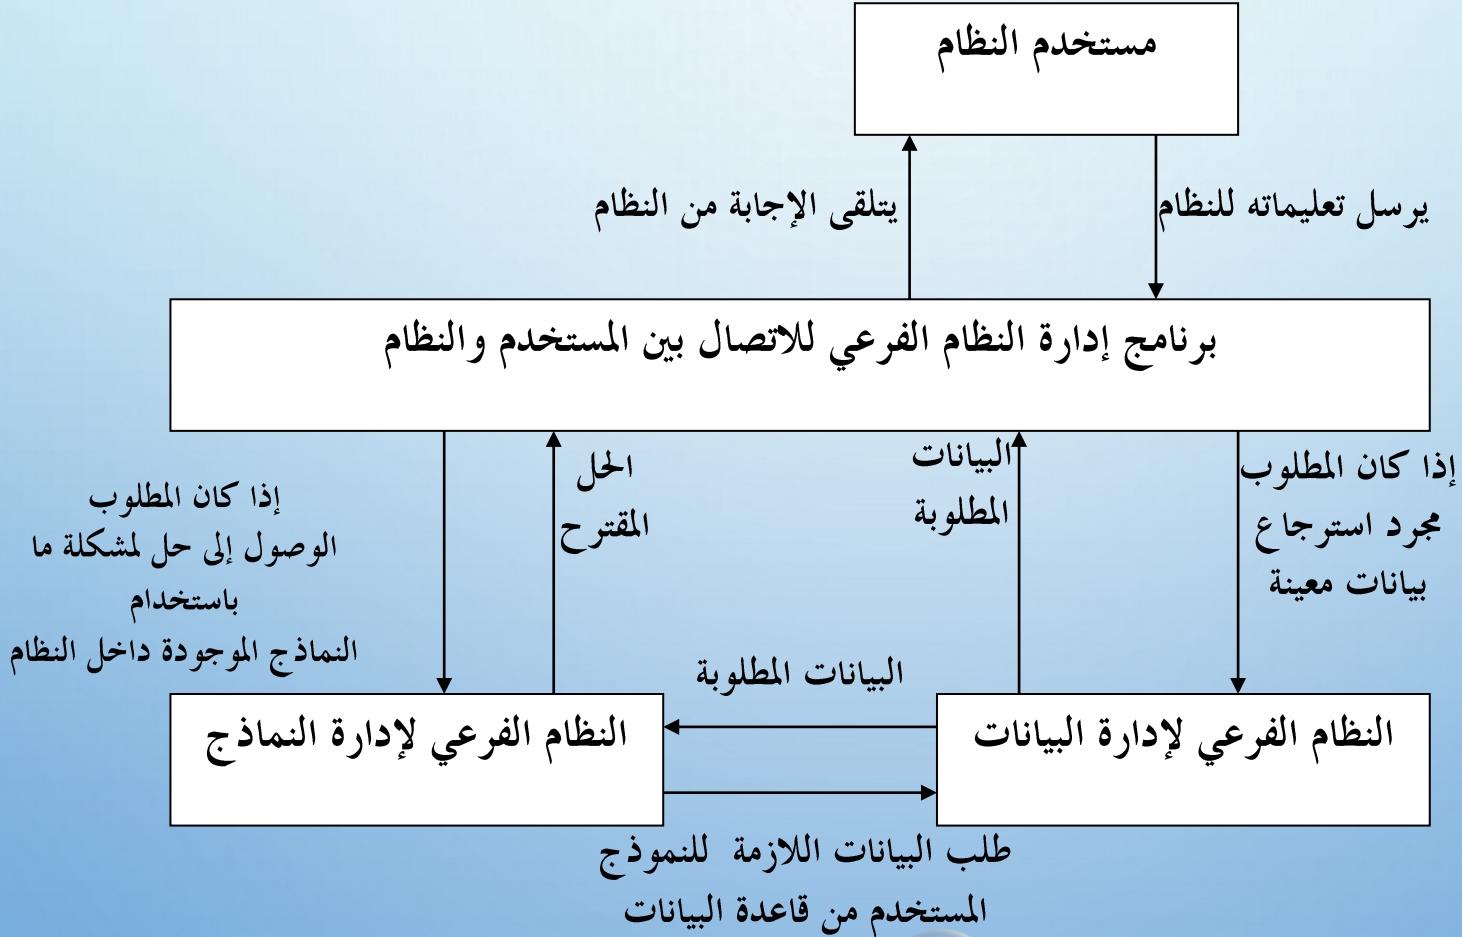 مستخدم النظام
يرسل تعليماته للنظام
يتلقى الإجابة من النظام
برنامج إدارة النظام الفرعي للاتصال بين المستخدم والنظام
إذا كان المطلوب
مجرد استرجاع
بيانات معينة
البيانات
المطلوبة
الحل
المقترح
إذا كان المطلوب
الوصول إلى حل لمشكلة ما
باستخدام
النماذج الموجودة داخل النظام
البيانات المطلوبة
النظام الفرعي لإدارة البيانات
النظام الفرعي لإدارة النماذج
طلب البيانات اللازمة للنموذج
المستخدم من قاعدة البيانات